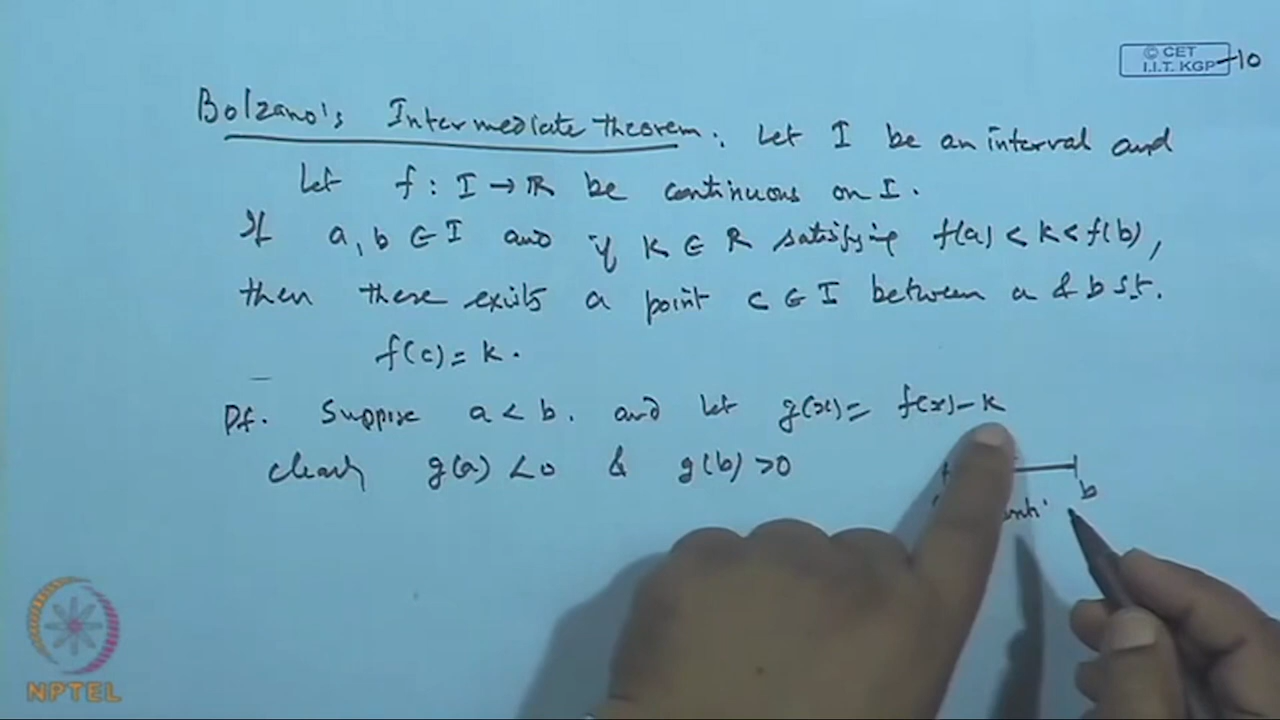 © CET
I.I.T. KGP
10
Bolzano's Intermediate theorem. Let I be an interval and
Let f : I → R be continuous on I.
If a, b ∈ I and if k ∈ R satisfying f(a) < k < f(b),
then there exits a point c ∈ I between a & b s.t.
f(c) = k.
Pf. Suppose a < b. and let g(x) = f(x) - k
clearly g(a) < 0 & g(b) > 0
b
NPTEL